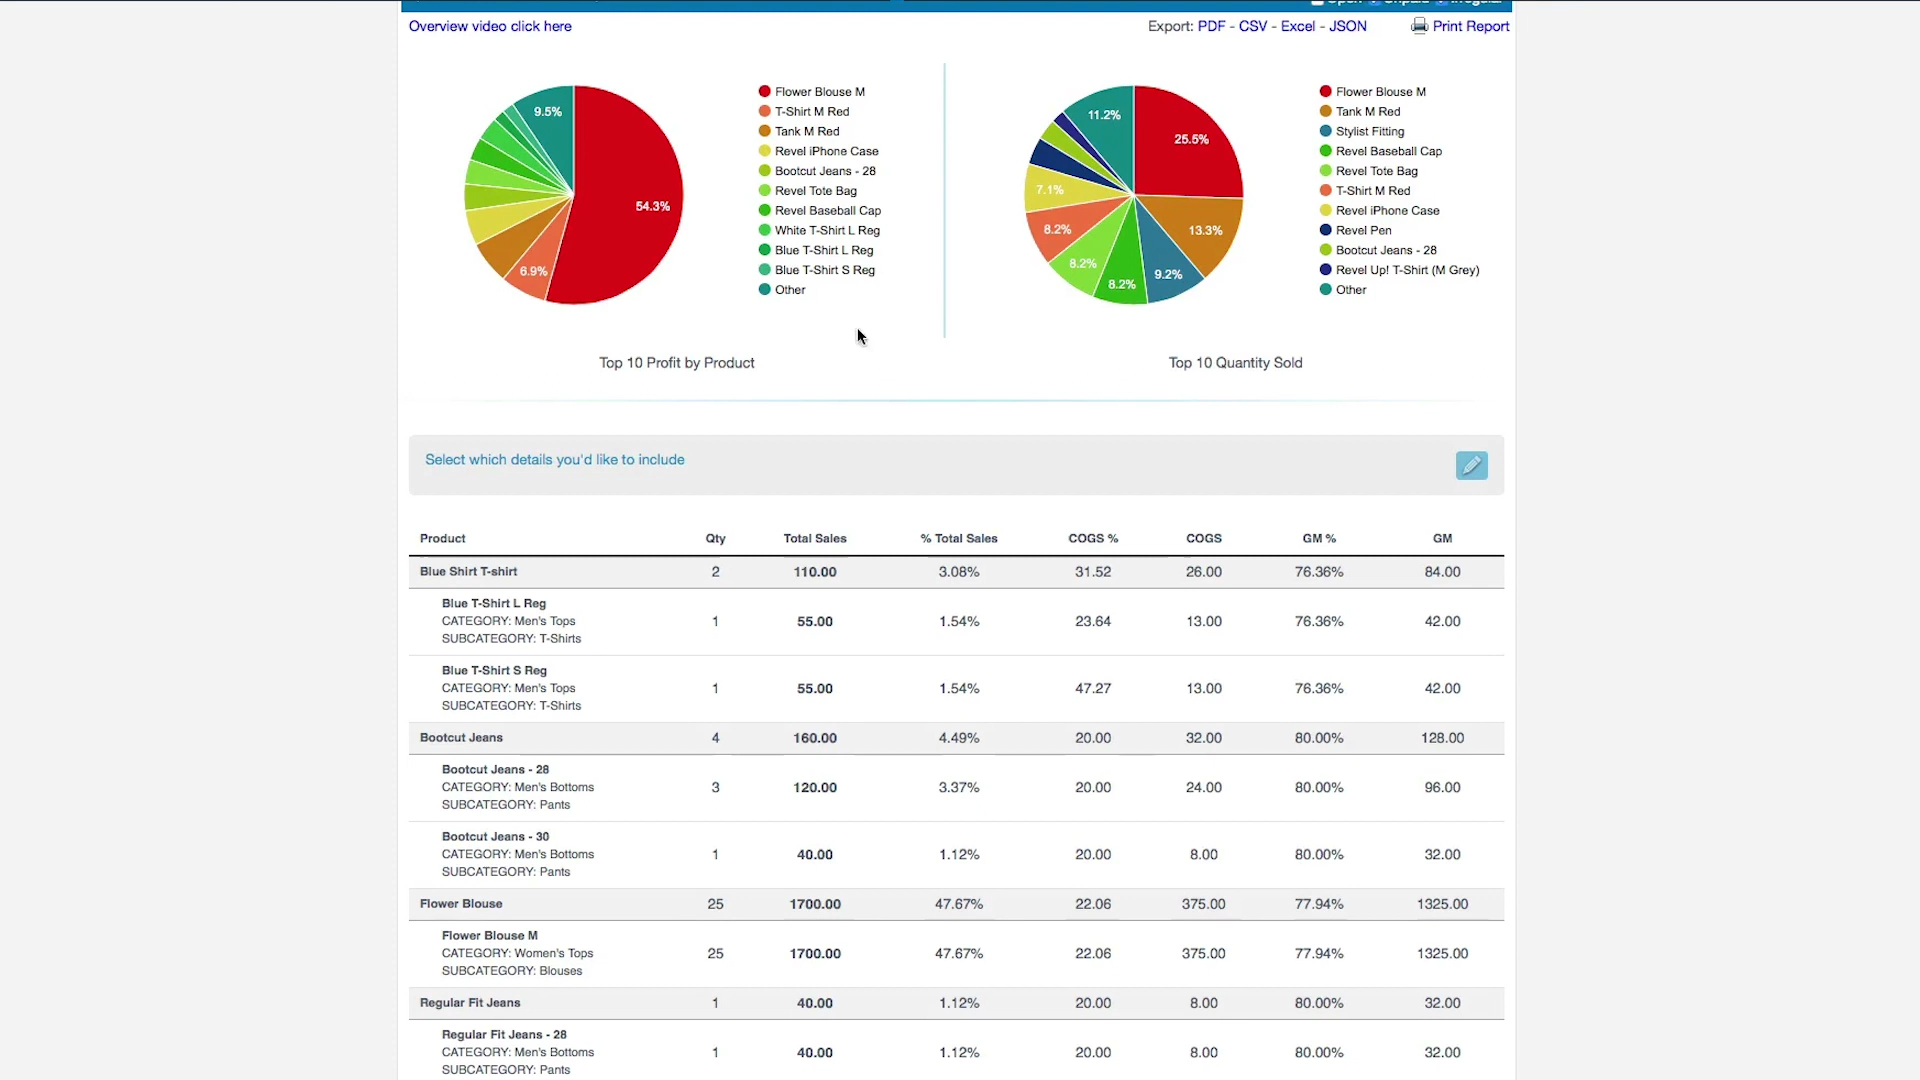 Overview video click here
Export: PDF - CSV - Excel - JSON
Print Report
9.5%
54.3%
6.9%
Flower Blouse M
T-Shirt M Red
Tank M Red
Revel iPhone Case
Bootcut Jeans - 28
Revel Tote Bag
Revel Baseball Cap
White T-Shirt L Reg
Blue T-Shirt L Reg
Blue T-Shirt S Reg
Other
Top 10 Profit by Product
11.2%
25.5%
7.1%
13.3%
8.2%
8.2%
9.2%
8.2%
Flower Blouse M
Tank M Red
Stylist Fitting
Revel Baseball Cap
Revel Tote Bag
T-Shirt M Red
Revel iPhone Case
Revel Pen
Bootcut Jeans - 28
Revel Up! T-Shirt (M Grey)
Other
Top 10 Quantity Sold
Select which details you'd like to include
Product Qty Total Sales % Total Sales COGS % COGS GM % GM
Blue Shirt T-shirt 2 110.00 3.08% 31.52 26.00 76.36% 84.00
Blue T-Shirt L Reg
CATEGORY: Men's Tops 1 55.00 1.54% 23.64 13.00 76.36% 42.00
SUBCATEGORY: T-Shirts
Blue T-Shirt S Reg
CATEGORY: Men's Tops 1 55.00 1.54% 47.27 13.00 76.36% 42.00
SUBCATEGORY: T-Shirts
Bootcut Jeans 4 160.00 4.49% 20.00 32.00 80.00% 128.00
Bootcut Jeans - 28
CATEGORY: Men's Bottoms 3 120.00 3.37% 20.00 24.00 80.00% 96.00
SUBCATEGORY: Pants
Bootcut Jeans - 30
CATEGORY: Men's Bottoms 1 40.00 1.12% 20.00 8.00 80.00% 32.00
SUBCATEGORY: Pants
Flower Blouse 25 1700.00 47.67% 22.06 375.00 77.94% 1325.00
Flower Blouse M
CATEGORY: Women's Tops 25 1700.00 47.67% 22.06 375.00 77.94% 1325.00
SUBCATEGORY: Blouses
Regular Fit Jeans 1 40.00 1.12% 20.00 8.00 80.00% 32.00
Regular Fit Jeans - 28
CATEGORY: Men's Bottoms 1 40.00 1.12% 20.00 8.00 80.00% 32.00
SUBCATEGORY: Pants